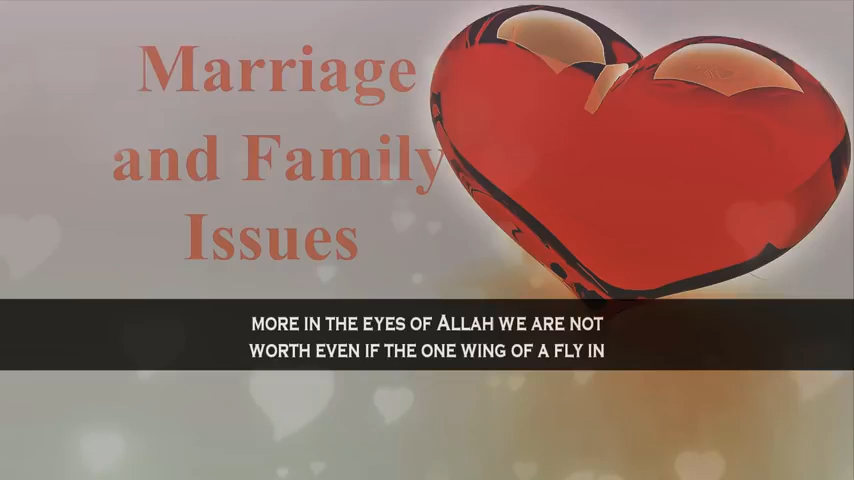 Marriage
and Family
Issues
MORE IN THE EYES OF ALLAH WE ARE NOT
WORTH EVEN IF THE ONE WING OF A FLY IN